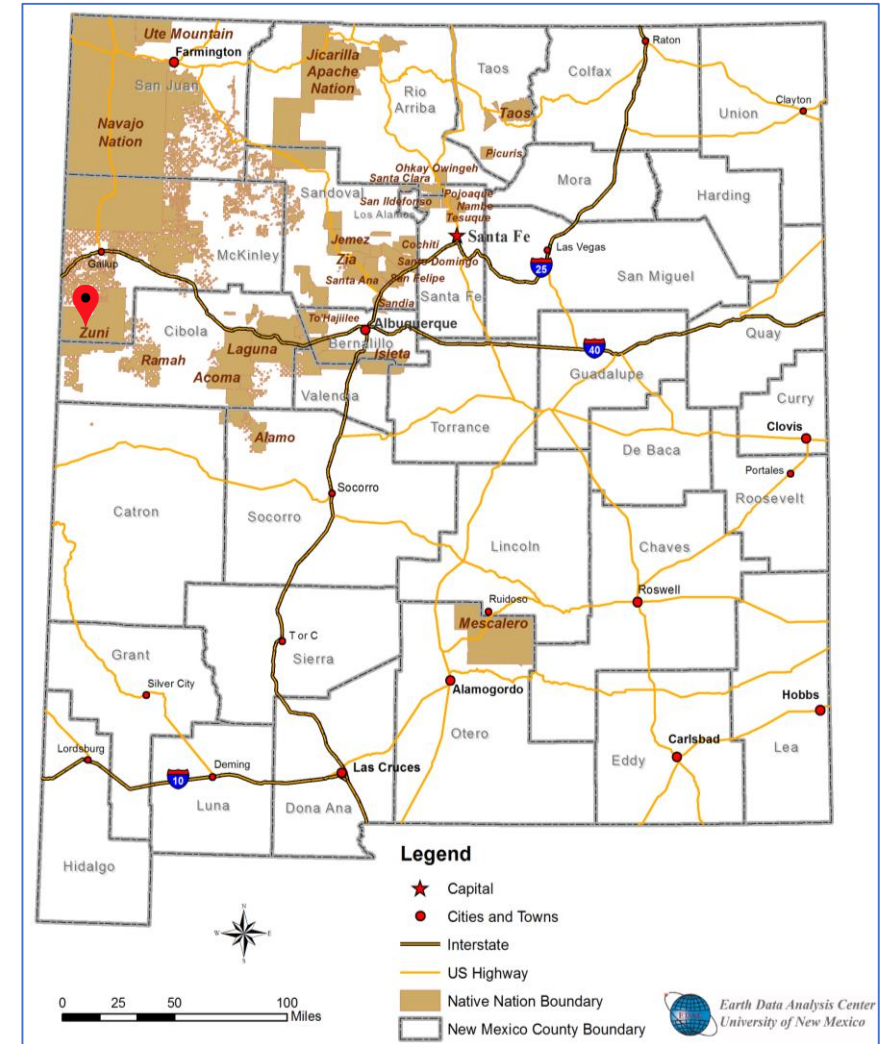 Ute Mountain
Farmington
San Juan
Jicarilla
Apache
Nation
Rio
Arriba
Taos
Colfax
Raton
Union
Clayton
Navajo
Nation
Taos
Picuris
Mora
Harding
Ohkay Owingeh
Santa Clara
Sandoval
San Ildefonso
Pojoaque
Nambe
Tesuque
Los Alamos
McKinley
Jemez
Zia
Cochiti
Santa Fe
Santo Domingo
Las Vegas
25
San Miguel
Gallup
Santa Ana
San Felipe
Santa Fe
Sandia
Zuni
Cibola
To'Hajiilee
Albuquerque
Bernalillo
Quay
Ramah
Laguna
Isleta
40
Guadalupe
Acoma
Valencia
Curry
Alamo
Torrance
Clovis
De Baca
Portales
Roosevelt
Catron
Socorro
Socorro
Lincoln
Chaves
Roswell
Ruidoso
Mescalero
T or C
Sierra
Grant
Silver City
Alamogordo
Hobbs
Otero
Lordsburg
Deming
Las Cruces
Carlsbad
Eddy
Lea
10
Luna
Dona Ana
Hidalgo
Legend
Capital
Cities and Towns
Interstate
US Highway
Native Nation Boundary
New Mexico County Boundary
N
W
E
S
0 25 50 100
Miles
Earth Data Analysis Center
University of New Mexico